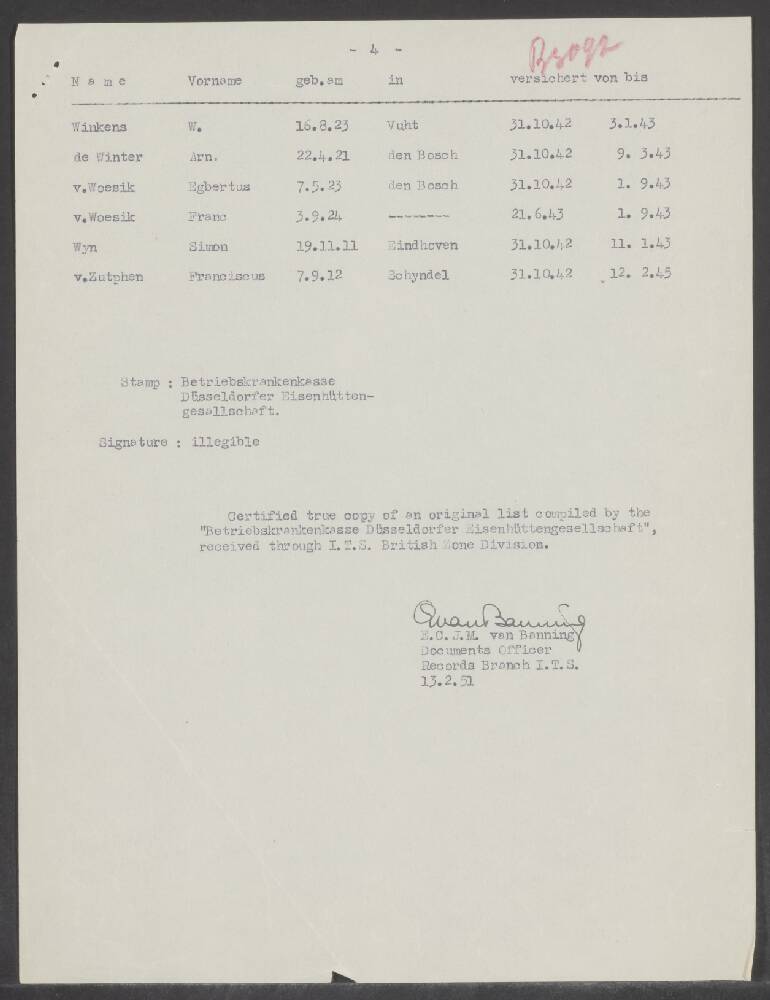 - 4 -
N a m e Vorname geb.am in versichert von bis
Winkens W. 16.8.23 Vuht 31.10.42 3.1.43
de Winter Arn. 22.4.21 den Bosch 31.10.42 9. 3.43
v.Woesik Egbertus 7.5.23 den Bosch 31.10.42 1. 9.43
v.Woesik Franc 3.9.24 -------- 21.6.43 1. 9.43
Wyn Simon 19.11.11 Eindhoven 31.10.42 11. 1.43
v.Zutphen Franciscus 7.9.12 Schyndel 31.10.42 12. 2.45
Stamp : Betriebskrankenkasse
Düsseldorfer Eisenhütten-
gesellschaft.
Signature : illegible
Certified true copy of an original list compiled by the
"Betriebskrankenkasse Düsseldorfer Eisenhüttengesellschaft",
received through I.T.S. British Zone Division.
E.C.J.M. van Banning
Documents Officer
Records Branch I.T.S.
13.2.51